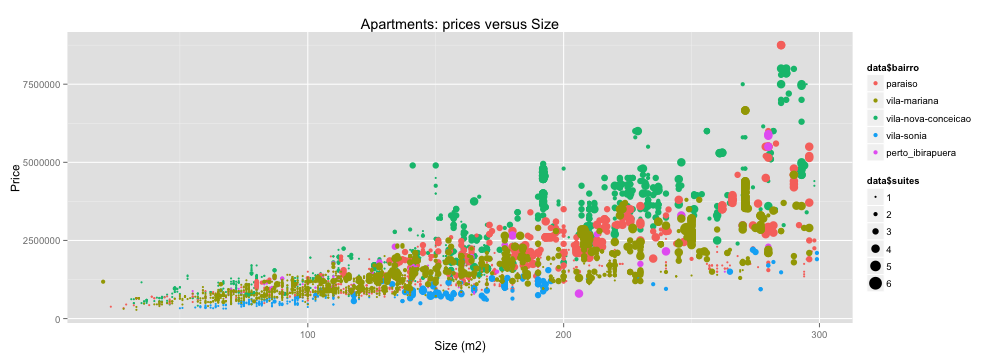 Apartments: prices versus Size
Price
7500000
5000000
2500000
0
100
200
300
Size (m2)
data$bairro
paraiso
vila-mariana
vila-nova-conceicao
vila-sonia
perto_ibirapuera
data$suites
1
2
3
4
5
6